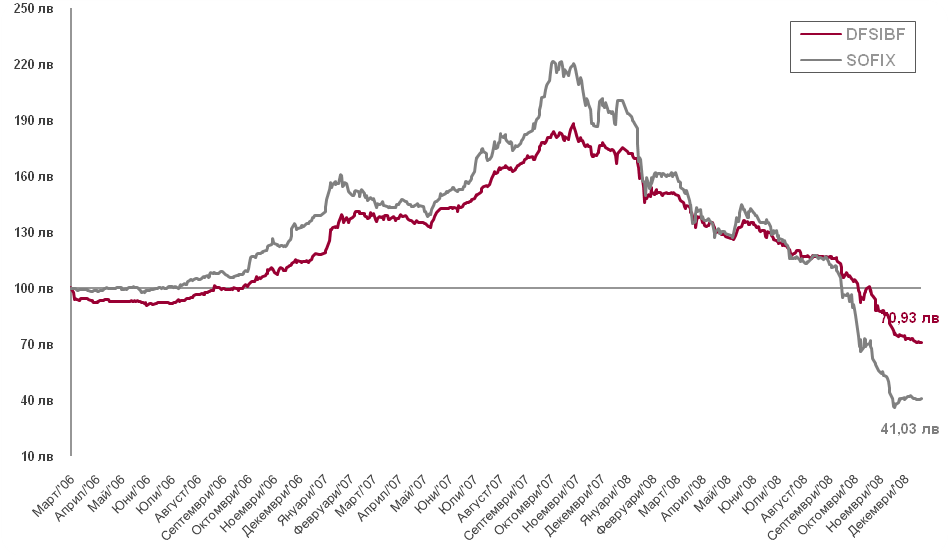 250 лв
220 лв
190 лв
160 лв
130 лв
100 лв
70 лв
40 лв
10 лв
DFSIBF
SOFIX
70,93 лв
41,03 лв
Март/'06
Април/'06
Май/'06
Юни/'06
Юли/'06
Август/'06
Септември/'06
Октомври/'06
Ноември/'06
Декември/'06
Януари/'07
Февруари/'07
Март/'07
Април/'07
Май/'07
Юни/'07
Юли/'07
Август/'07
Септември/'07
Октомври/'07
Ноември/'07
Декември/'07
Януари/'08
Февруари/'08
Март/'08
Април/'08
Май/'08
Юни/'08
Юли/'08
Август/'08
Септември/'08
Октомври/'08
Ноември/'08
Декември/'08